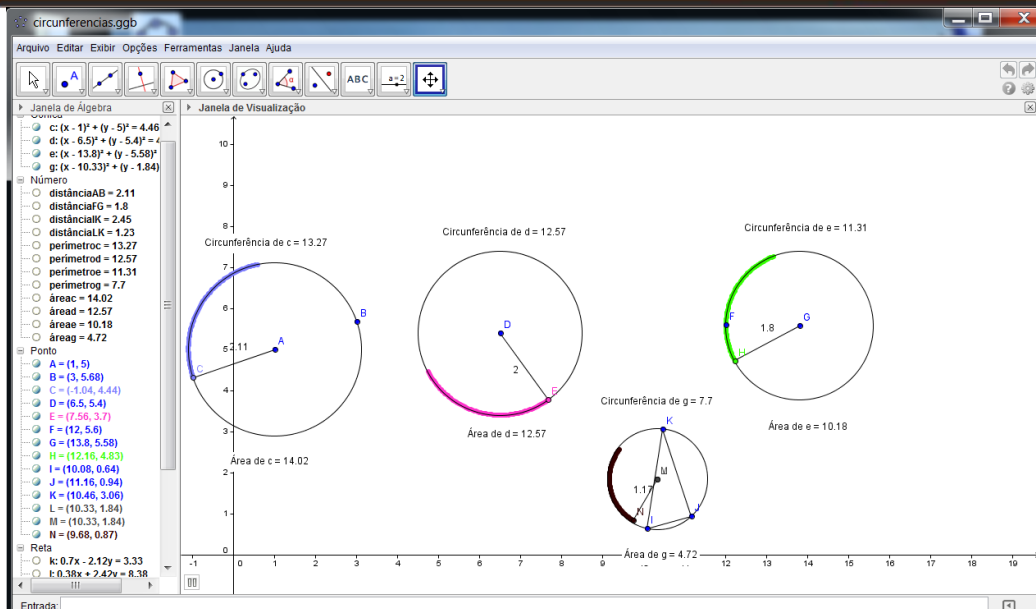 circunferencias.ggb
Arquivo Editar Exibir Opções Ferramentas Janela Ajuda
A
ABC
a=2
Janela de Álgebra
c: (x - 1)² + (y - 5)² = 4.46
d: (x - 6.5)² + (y - 5.4)² =
e: (x - 13.8)² + (y - 5.58)²
g: (x - 10.33)² + (y - 1.84)
Número
distânciaAB = 2.11
distânciaFG = 1.8
distânciaIK = 2.45
distânciaLK = 1.23
perímetroc = 13.27
perímetrod = 12.57
perímetroe = 11.31
perímetrog = 7.7
áreac = 14.02
áread = 12.57
áreae = 10.18
áreag = 4.72
Ponto
A = (1, 5)
B = (3, 5.68)
C = (-1.04, 4.44)
D = (6.5, 5.4)
E = (7.56, 3.7)
F = (12, 5.6)
G = (13.8, 5.58)
H = (12.16, 4.83)
I = (10.08, 0.64)
J = (11.16, 0.94)
K = (10.46, 3.06)
L = (10.33, 1.84)
M = (10.33, 1.84)
N = (9.68, 0.87)
Reta
k: 0.7x - 2.12y = 3.33
l: 0.38x + 2.42y = 8.38
Janela de Visualização
10
9
8
7
6
5
4
3
2
1
0
-1 0 1 2 3 4 5 6 7 8 9 12 13 14 15 16 17 18 19
Circunferência de c = 13.27
B
A
2.11
C
Área de c = 14.02
Circunferência de d = 12.57
D
2
E
Área de d = 12.57
Circunferência de e = 11.31
F
G
1.8
H
Área de e = 10.18
Circunferência de g = 7.7
K
M
1.17
N
I
J
Área de g = 4.72
Entrada: